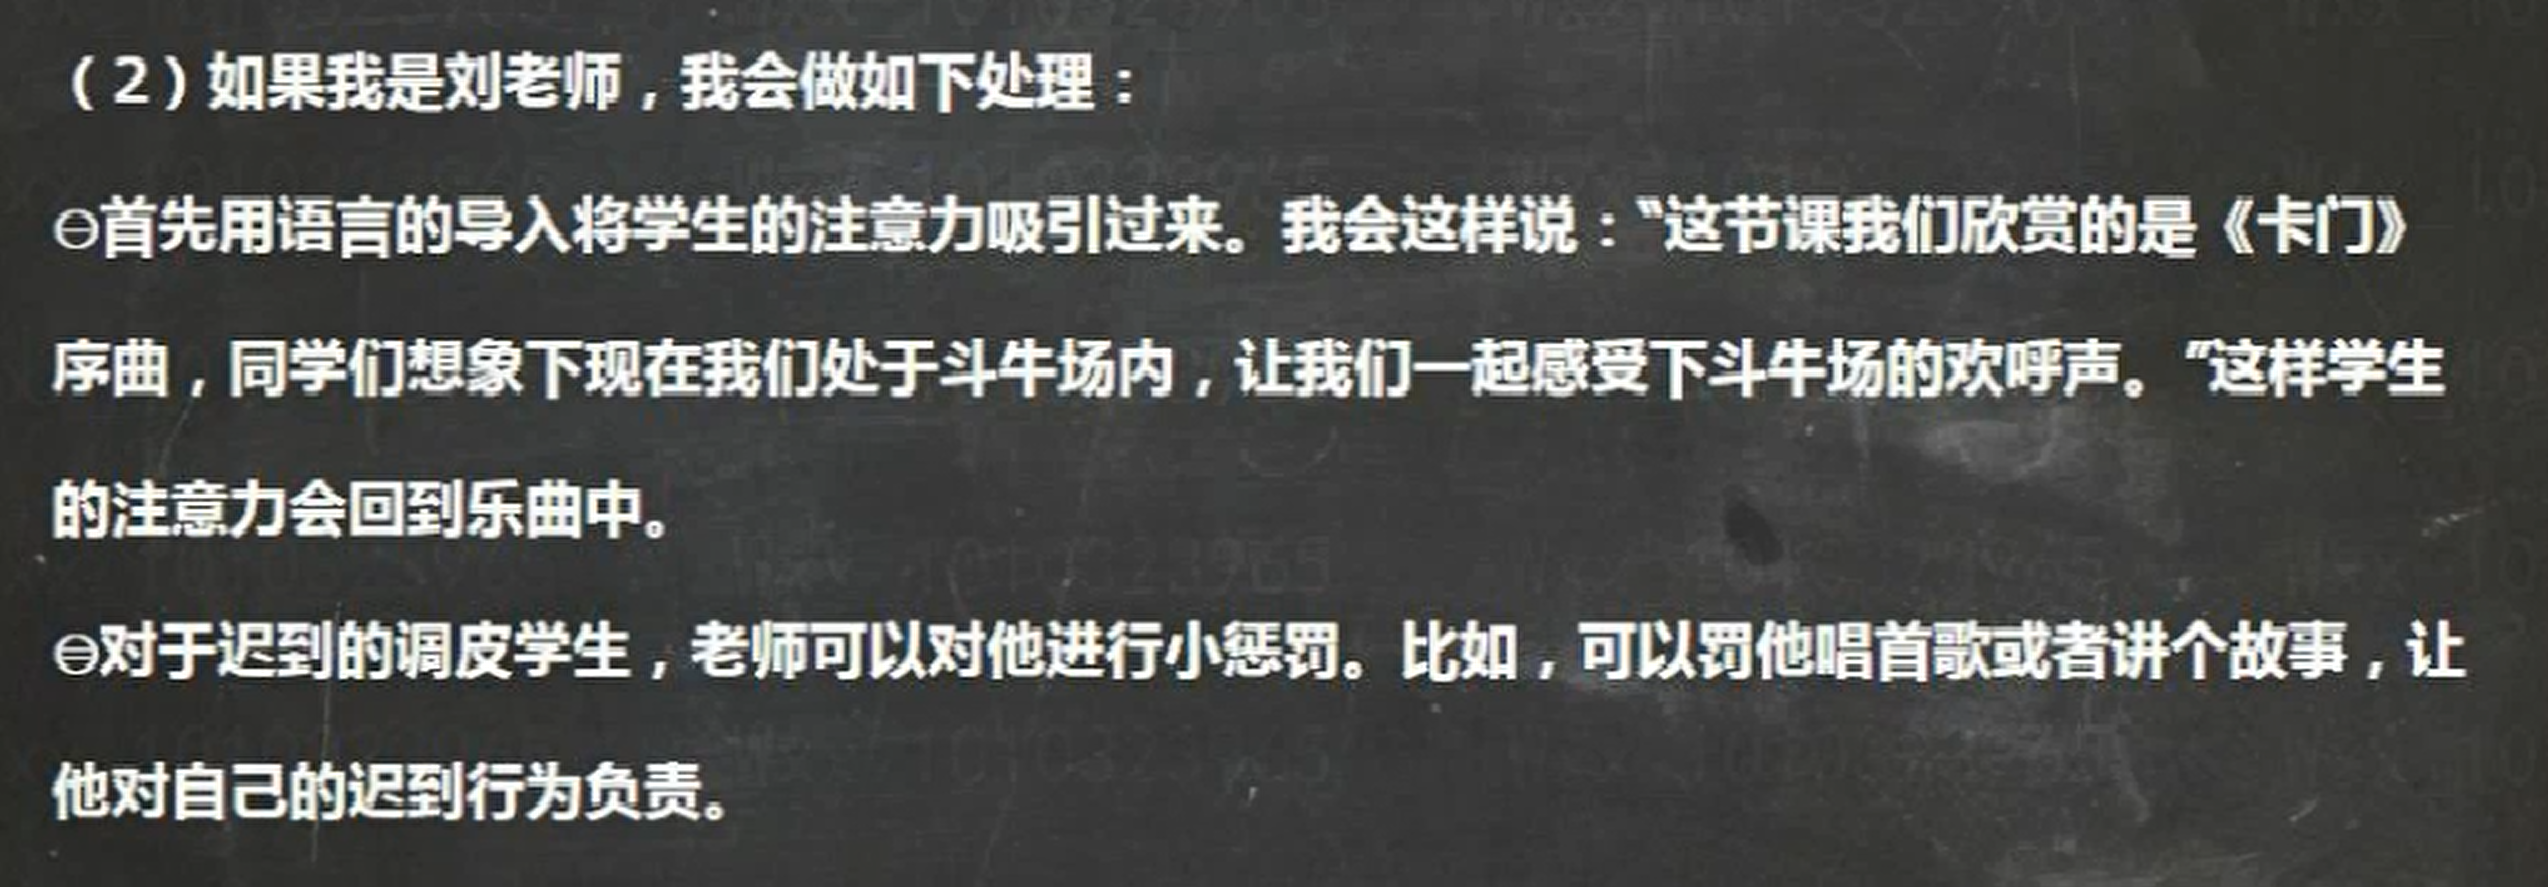 （2）如果我是刘老师，我会做如下处理：
⊖首先用语言的导入将学生的注意力吸引过来。我会这样说：“这节课我们欣赏的是《卡门》
序曲，同学们想象下现在我们处于斗牛场内，让我们一起感受下斗牛场的欢呼声。”这样学生
的注意力会回到乐曲中。
⊖对于迟到的调皮学生，老师可以对他进行小惩罚。比如，可以罚他唱首歌或者讲个故事，让
他对自己的迟到行为负责。